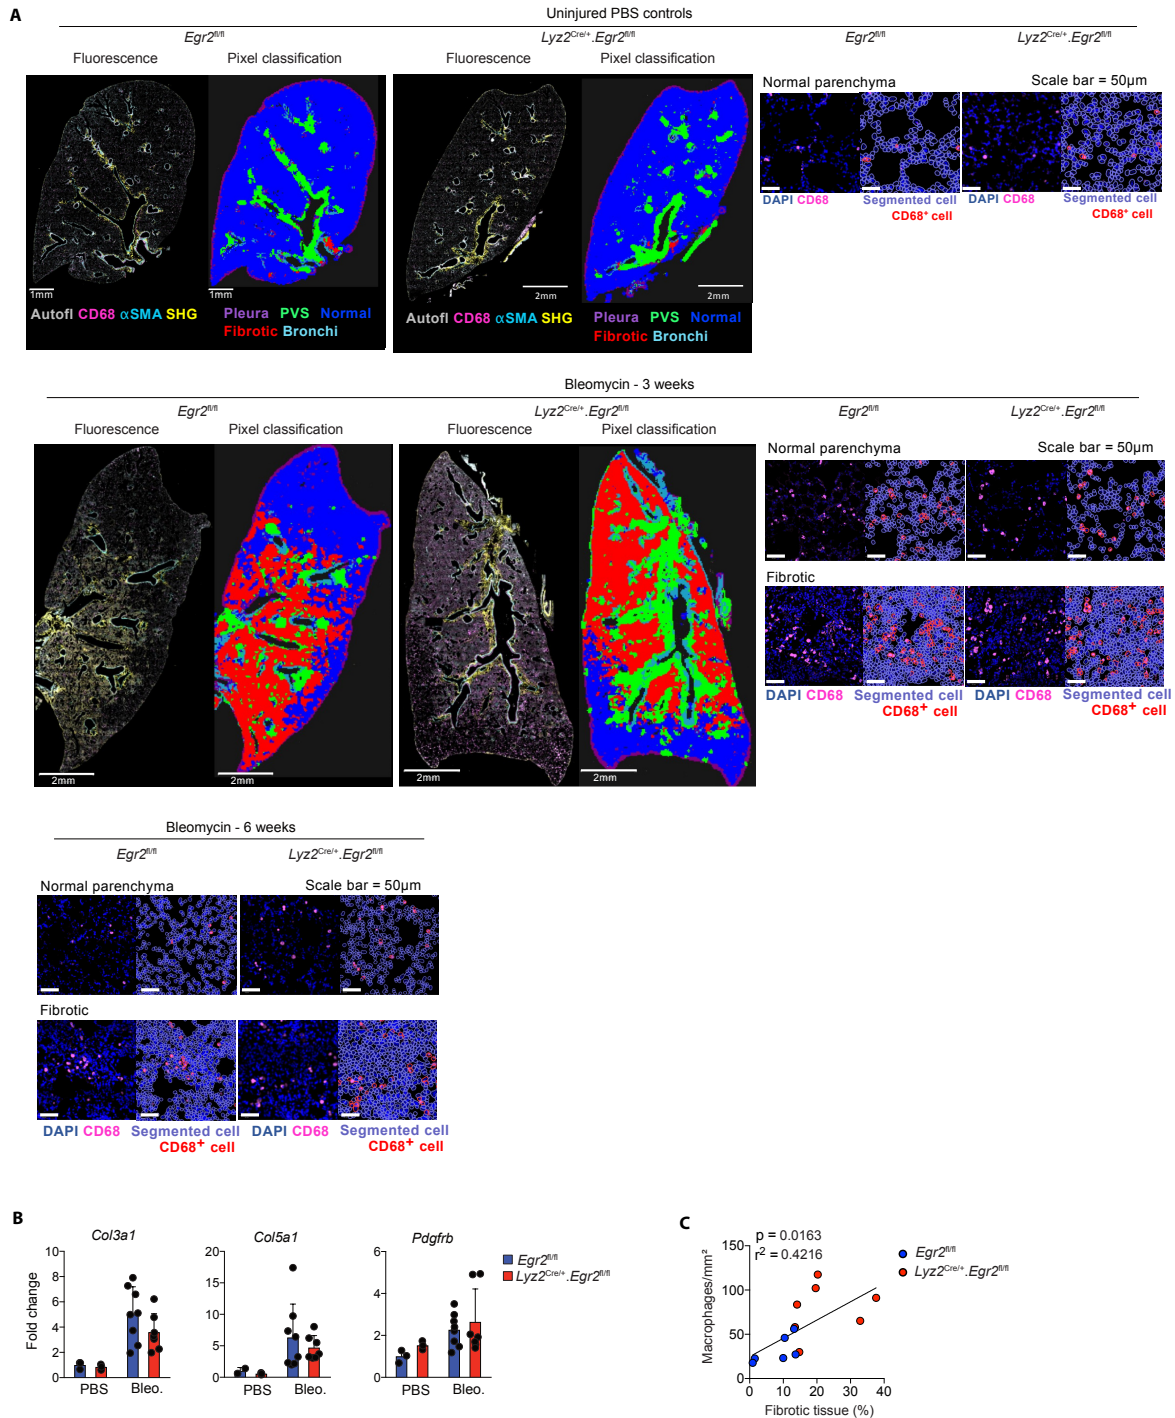 A
Uninjured PBS controls
Egr2fl/fl
Lyz2Cre/+.Egr2fl/fl
Egr2fl/fl
Lyz2Cre/+.Egr2fl/fl
Fluorescence
Pixel classification
Fluorescence
Pixel classification
Normal parenchyma
Scale bar = 50μm
DAPI CD68
Segmented cell
CD68+ cell
DAPI CD68
Segmented cell
CD68+ cell
1mm
1mm
2mm
2mm
Autofl CD68 αSMA SHG
Pleura PVS Normal
Fibrotic Bronchi
Autofl CD68 αSMA SHG
Pleura PVS Normal
Fibrotic Bronchi
Bleomycin - 3 weeks
Egr2fl/fl
Lyz2Cre/+.Egr2fl/fl
Egr2fl/fl
Lyz2Cre/+.Egr2fl/fl
Fluorescence
Pixel classification
Fluorescence
Pixel classification
Normal parenchyma
Scale bar = 50μm
Fibrotic
DAPI CD68
Segmented cell
CD68+ cell
DAPI CD68
Segmented cell
CD68+ cell
2mm
2mm
2mm
2mm
Bleomycin - 6 weeks
Egr2fl/fl
Lyz2Cre/+.Egr2fl/fl
Normal parenchyma
Scale bar = 50μm
Fibrotic
DAPI CD68
Segmented cell
CD68+ cell
DAPI CD68
Segmented cell
CD68+ cell
B
Col3a1
Fold change
10
8
6
4
2
0
PBS
Bleo.
Col5a1
20
15
10
5
0
PBS
Bleo.
Pdgfrb
6
4
2
0
PBS
Bleo.
Egr2fl/fl
Lyz2Cre/+.Egr2fl/fl
C
p = 0.0163
r² = 0.4216
Macrophages/mm²
150
100
50
0
0
10
20
30
40
Fibrotic tissue (%)
Egr2fl/fl
Lyz2Cre/+.Egr2fl/fl